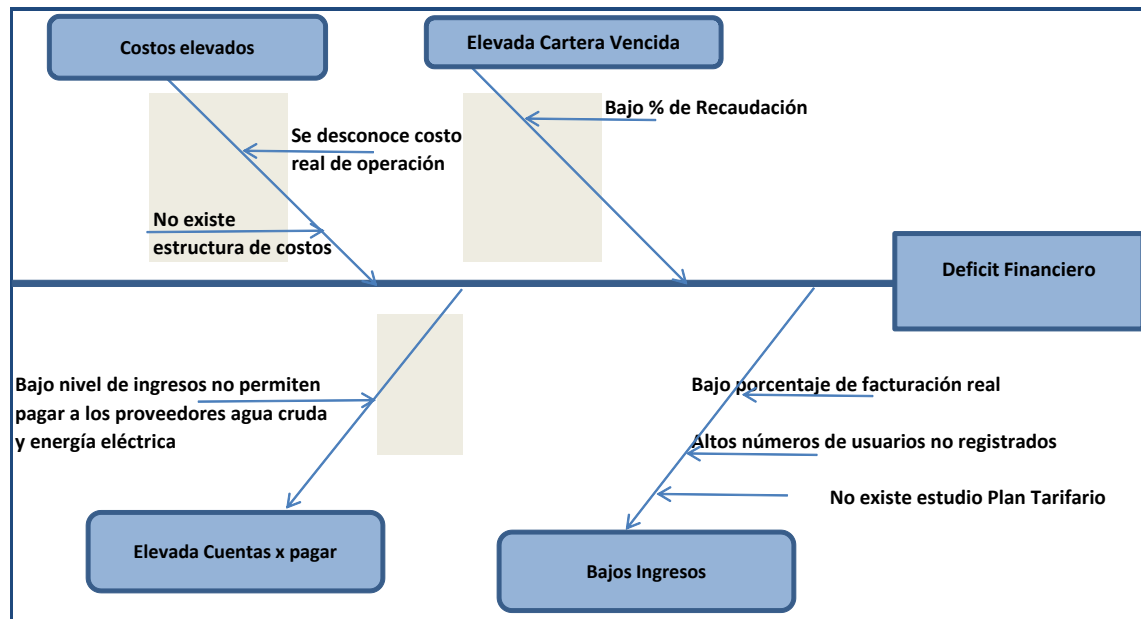 Costos elevados
Elevada Cartera Vencida
Bajo % de Recaudación
Se desconoce costo
real de operación
No existe
estructura de costos
Deficit Financiero
Bajo nivel de ingresos no permiten
pagar a los proveedores agua cruda
y energía eléctrica
Bajo porcentaje de facturación real
Altos números de usuarios no registrados
No existe estudio Plan Tarifario
Elevada Cuentas x pagar
Bajos Ingresos